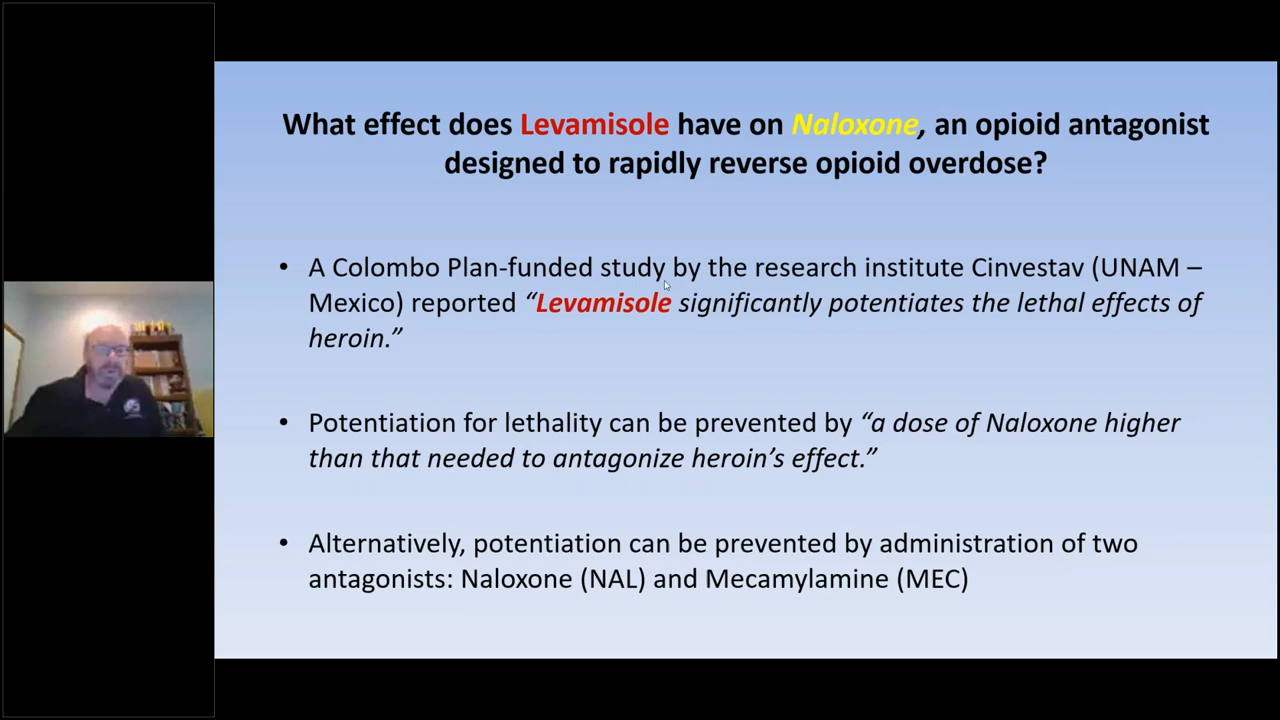 What effect does Levamisole have on Naloxone, an opioid antagonist
designed to rapidly reverse opioid overdose?
• A Colombo Plan-funded study by the research institute Cinvestav (UNAM –
Mexico) reported “Levamisole significantly potentiates the lethal effects of
heroin.”
• Potentiation for lethality can be prevented by “a dose of Naloxone higher
than that needed to antagonize heroin’s effect.”
• Alternatively, potentiation can be prevented by administration of two
antagonists: Naloxone (NAL) and Mecamylamine (MEC)